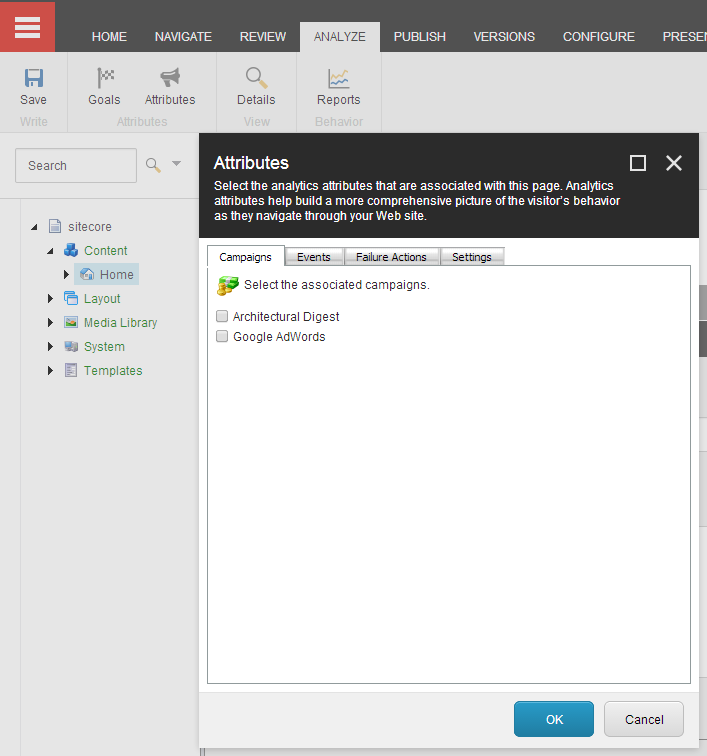 HOME NAVIGATE REVIEW ANALYZE PUBLISH VERSIONS CONFIGURE PRESEN
Save Goals Attributes Details Reports
Write Attributes View Behavior
Search
sitecore
Content
Home
Layout
Media Library
System
Templates
Attributes
Select the analytics attributes that are associated with this page. Analytics
attributes help build a more comprehensive picture of the visitor's behavior
as they navigate through your Web site.
Campaigns Events Failure Actions Settings
Select the associated campaigns.
Architectural Digest
Google AdWords
OK Cancel